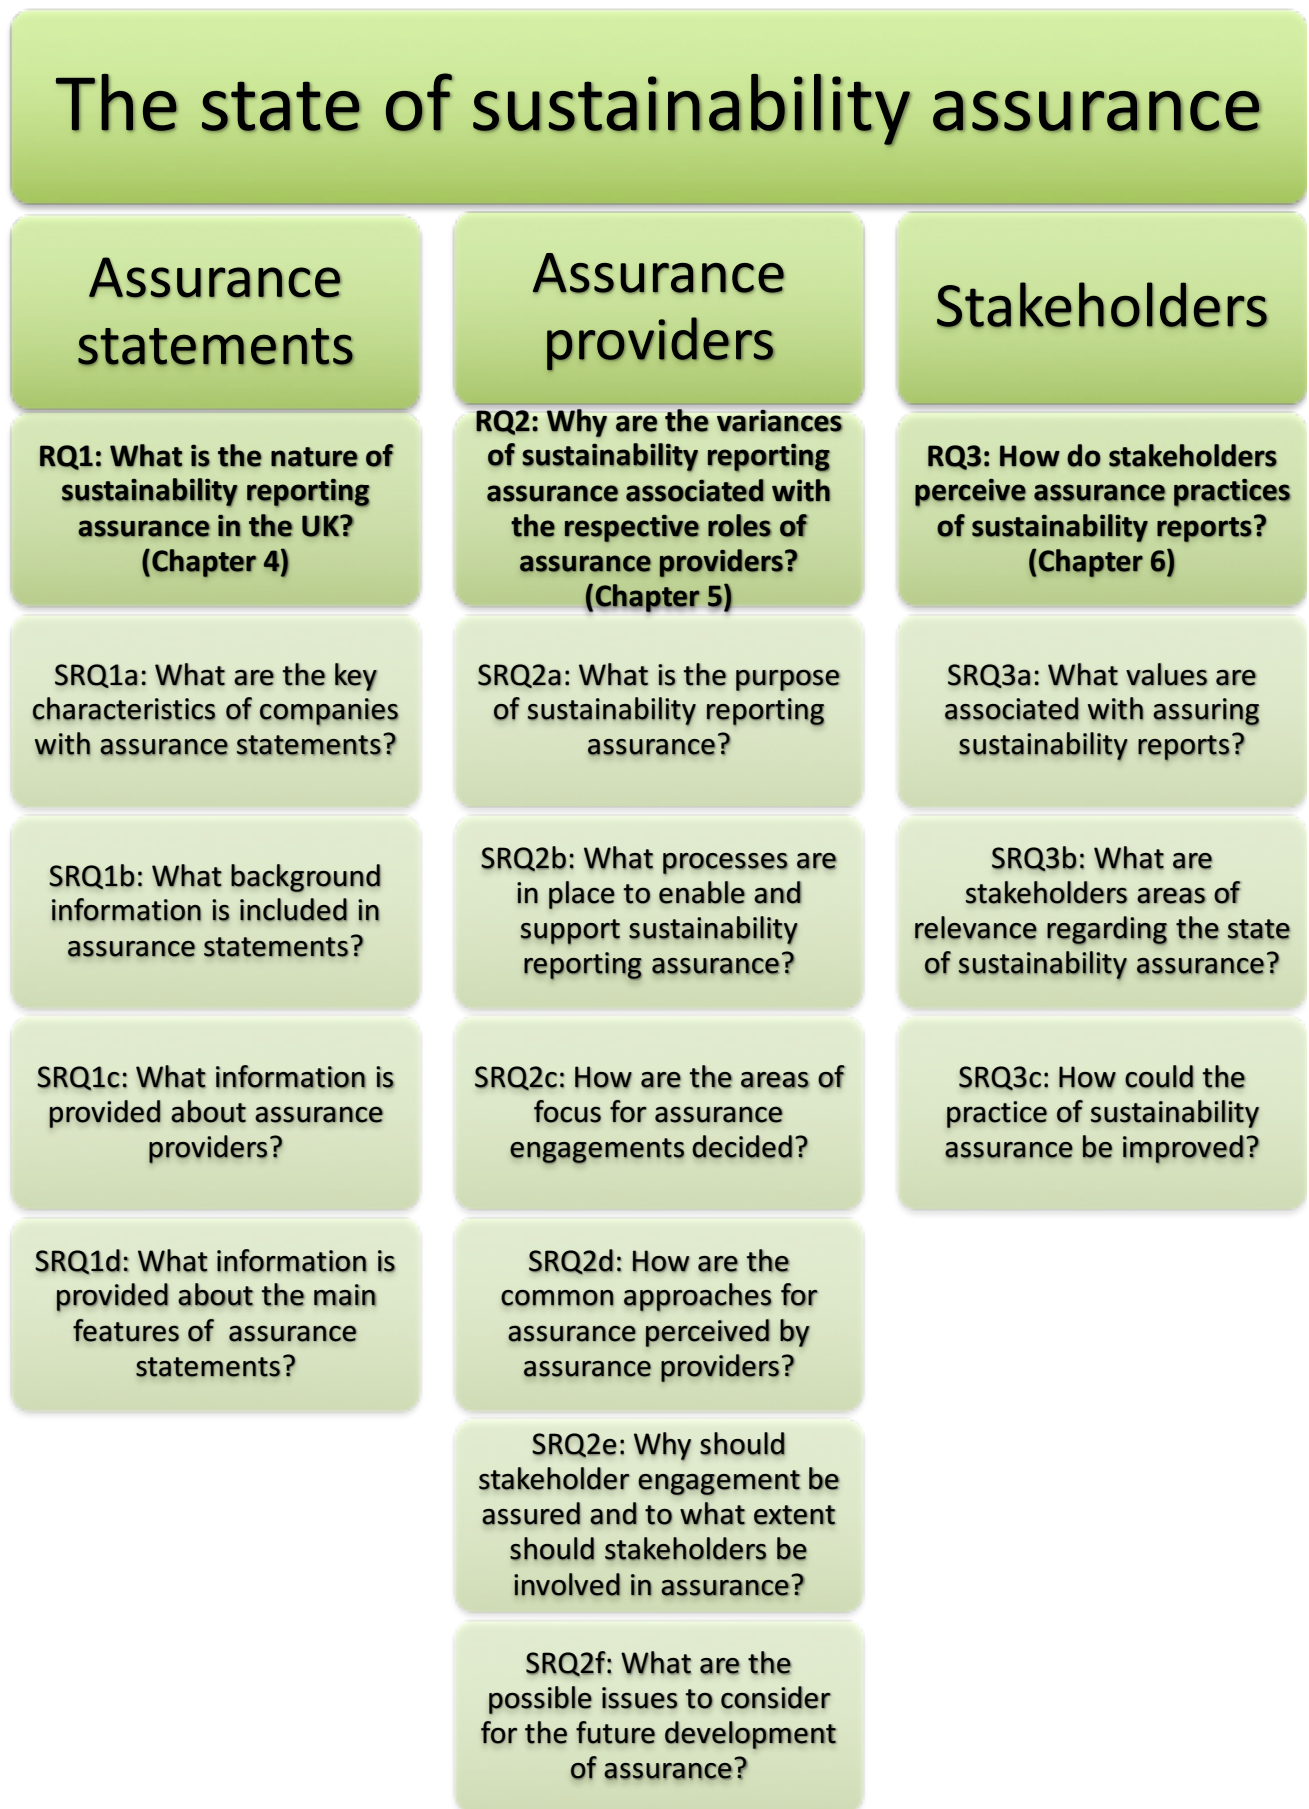 The state of sustainability assurance
Assurance
statements
RQ1: What is the nature of
sustainability reporting
assurance in the UK?
(Chapter 4)
SRQ1a: What are the key
characteristics of companies
with assurance statements?
SRQ1b: What background
information is included in
assurance statements?
SRQ1c: What information is
provided about assurance
providers?
SRQ1d: What information is
provided about the main
features of  assurance
statements?
Assurance
providers
RQ2: Why are the variances
of sustainability reporting
assurance associated with
the respective roles of
assurance providers?
(Chapter 5)
SRQ2a: What is the purpose
of sustainability reporting
assurance?
SRQ2b: What processes are
in place to enable and
support sustainability
reporting assurance?
SRQ2c: How are the areas of
focus for assurance
engagements decided?
SRQ2d: How are the
common approaches for
assurance perceived by
assurance providers?
SRQ2e: Why should
stakeholder engagement be
assured and to what extent
should stakeholders be
involved in assurance?
SRQ2f: What are the
possible issues to consider
for the future development
of assurance?
Stakeholders
RQ3: How do stakeholders
perceive assurance practices
of sustainability reports?
(Chapter 6)
SRQ3a: What values are
associated with assuring
sustainability reports?
SRQ3b: What are
stakeholders areas of
relevance regarding the state
of sustainability assurance?
SRQ3c: How could the
practice of sustainability
assurance be improved?